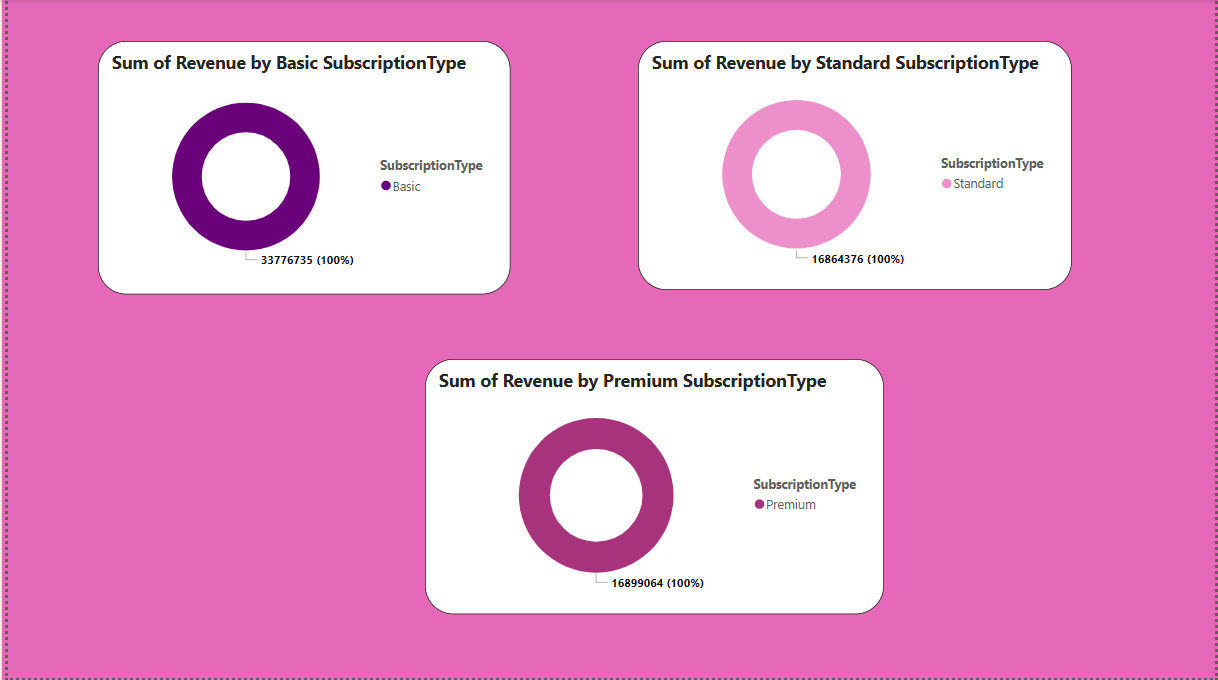 Sum of Revenue by Basic SubscriptionType
SubscriptionType
Basic
33776735 (100%)
Sum of Revenue by Standard SubscriptionType
SubscriptionType
Standard
16864376 (100%)
Sum of Revenue by Premium SubscriptionType
SubscriptionType
Premium
16899064 (100%)